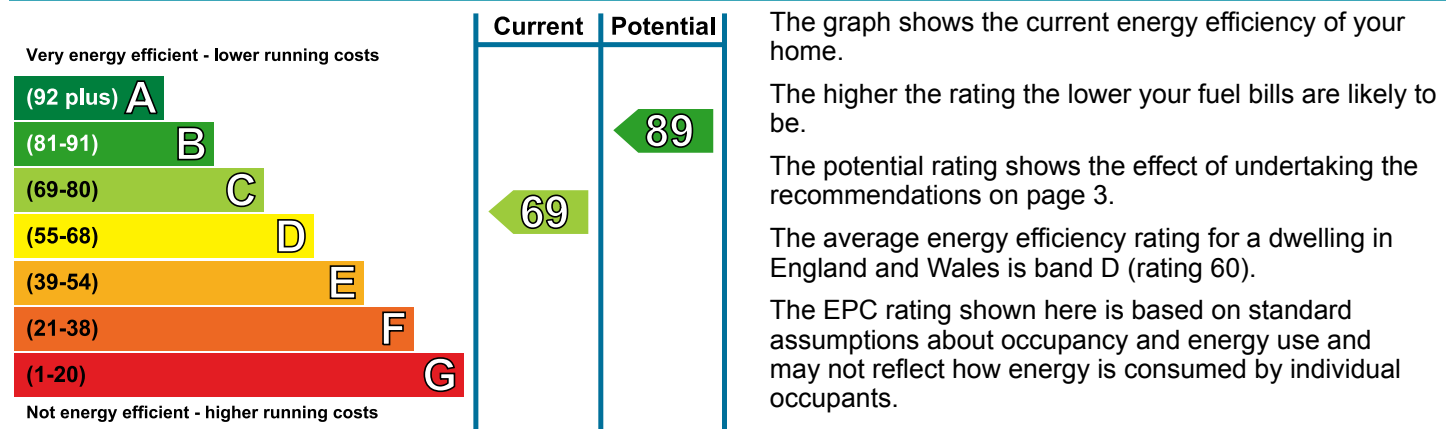 Current Potential
Very energy efficient - lower running costs
(92 plus) A
(81-91) B
(69-80) C
(55-68) D
(39-54) E
(21-38) F
(1-20) G
Not energy efficient - higher running costs
69
89
The graph shows the current energy efficiency of your
home.
The higher the rating the lower your fuel bills are likely to
be.
The potential rating shows the effect of undertaking the
recommendations on page 3.
The average energy efficiency rating for a dwelling in
England and Wales is band D (rating 60).
The EPC rating shown here is based on standard
assumptions about occupancy and energy use and
may not reflect how energy is consumed by individual
occupants.